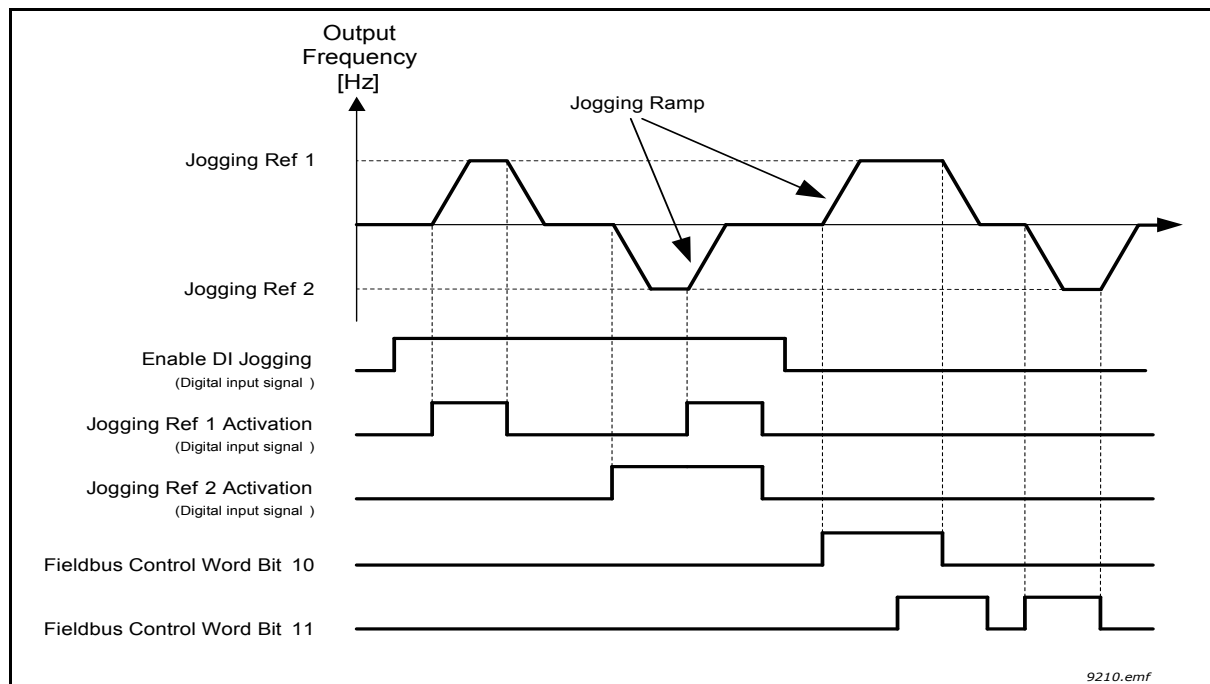 Output
Frequency
[Hz]
Jogging Ramp
Jogging Ref 1
Jogging Ref 2
Enable DI Jogging
(Digital input signal )
Jogging Ref 1 Activation
(Digital input signal )
Jogging Ref 2 Activation
(Digital input signal )
Fieldbus Control Word Bit 10
Fieldbus Control Word Bit 11
9210.emf